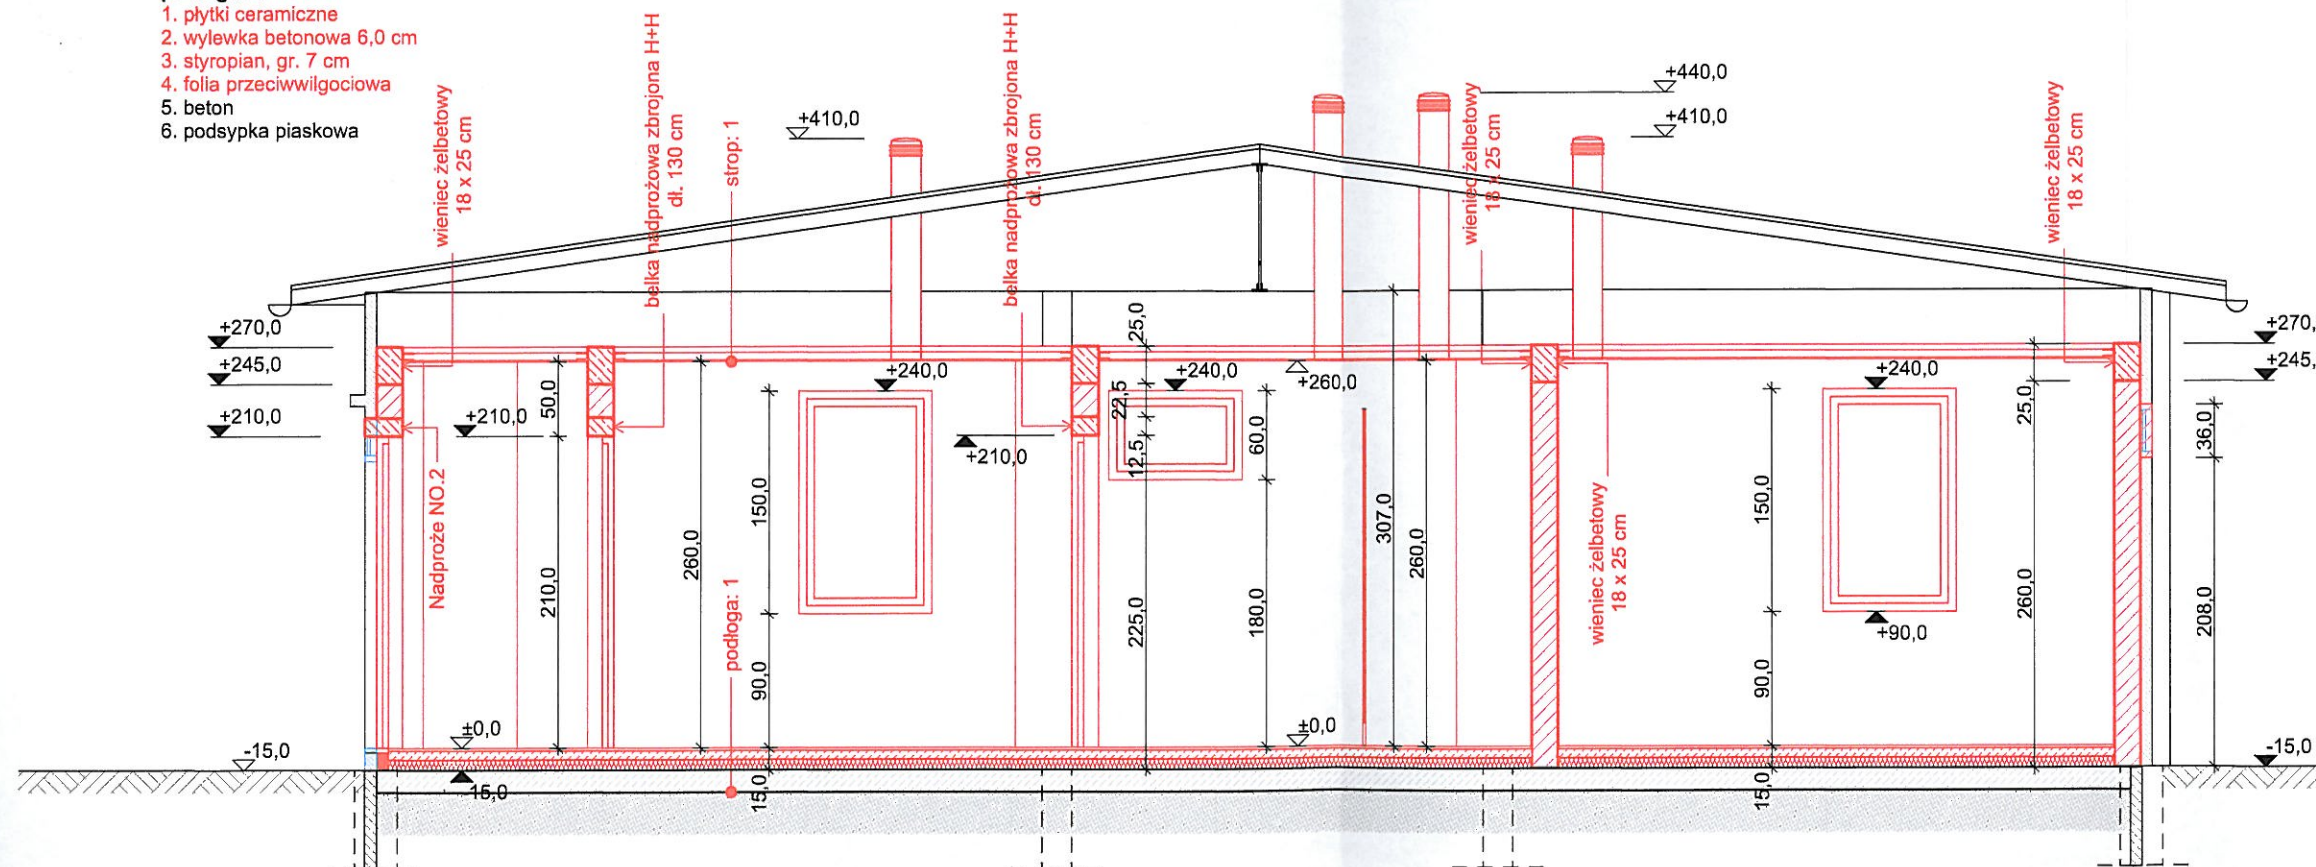 1. płytki ceramiczne
2. wylewka betonowa 6,0 cm
3. styropian, gr. 7 cm
4. folia przeciwwilgociowa
5. beton
6. podsypka piaskowa
wieniec żelbetowy
18 x 25 cm
belka nadprożowa zbrojona H+H
dł. 130 cm
strop: 1
+410,0
belka nadprożowa zbrojona H+H
dł. 130 cm
wieniec żelbetowy
18 x 25 cm
+440,0
+410,0
wieniec żelbetowy
18 x 25 cm
+270,0
+245,0
+210,0
+210,0
50,0
210,0
Nadproże NO.2
260,0
podłoga: 1
150,0
90,0
15,0
+240,0
+210,0
25,0
22,5
12,5
225,0
+240,0
60,0
180,0
+260,0
307,0
260,0
wieniec żelbetowy
18 x 25 cm
150,0
90,0
15,0
+240,0
+90,0
25,0
260,0
36,0
208,0
+270,
+245,
±0,0
±0,0
-15,0
-15,0
-15,0